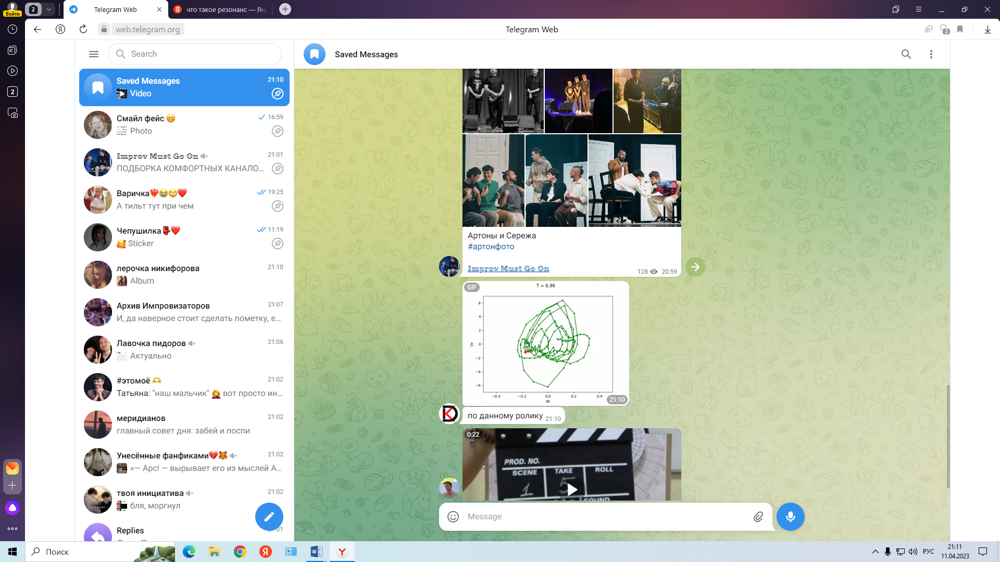 Войти
2
Telegram Web
что такое резонанс — Янд
web.telegram.org
Telegram Web
2
2
Search
Saved Messages
21:10
Video
Смайл фейс 😁
16:59
Photo
𝕀𝕞𝕡𝕣𝕠𝕧 𝕄𝕦𝕤𝕥 𝔾𝕠 𝕆𝕟
21:01
ПОДБОРКА КОМФОРТНЫХ КАНАЛО...
Варичка❤️‍🔥😭🙄❤️
19:25
А тильт тут при чем
Чепушилка👺❤️
11:19
🥰 Sticker
лерочка никифорова
21:10
Album
Архив Импровизаторов
21:07
И, да наверное стоит сделать пометку, е...
Лавочка пидоров
21:06
Актуально
#этомоё 🫶
21:02
Татьяна: "наш мальчик" 🤦‍♀️ вот просто ин...
меридианов
21:02
главный совет дня: забей и поспи
Унесённые фанфиками💔🦊
21:02
«— Арс! — вырывает его из мыслей А...
твоя инициатива
21:02
бля, моргнул
Replies
21:01
Saved Messages
Артоны и Сережа
#артонфото
𝕀𝕞𝕡𝕣𝕠𝕧 𝕄𝕦𝕤𝕥 𝔾𝕠 𝕆𝕟
128 20:59
GIF
T = 6.98
6
4
2
0
−2
−4
−6
vx
−0.4 −0.2 0.0 0.2 0.4
dx
21:10
DK
по данному ролику 21:10
0:22
PROD. NO.
SCENE TAKE ROLL
1 5
SOUND
Message
Поиск
РУС
21:11
11.04.2023